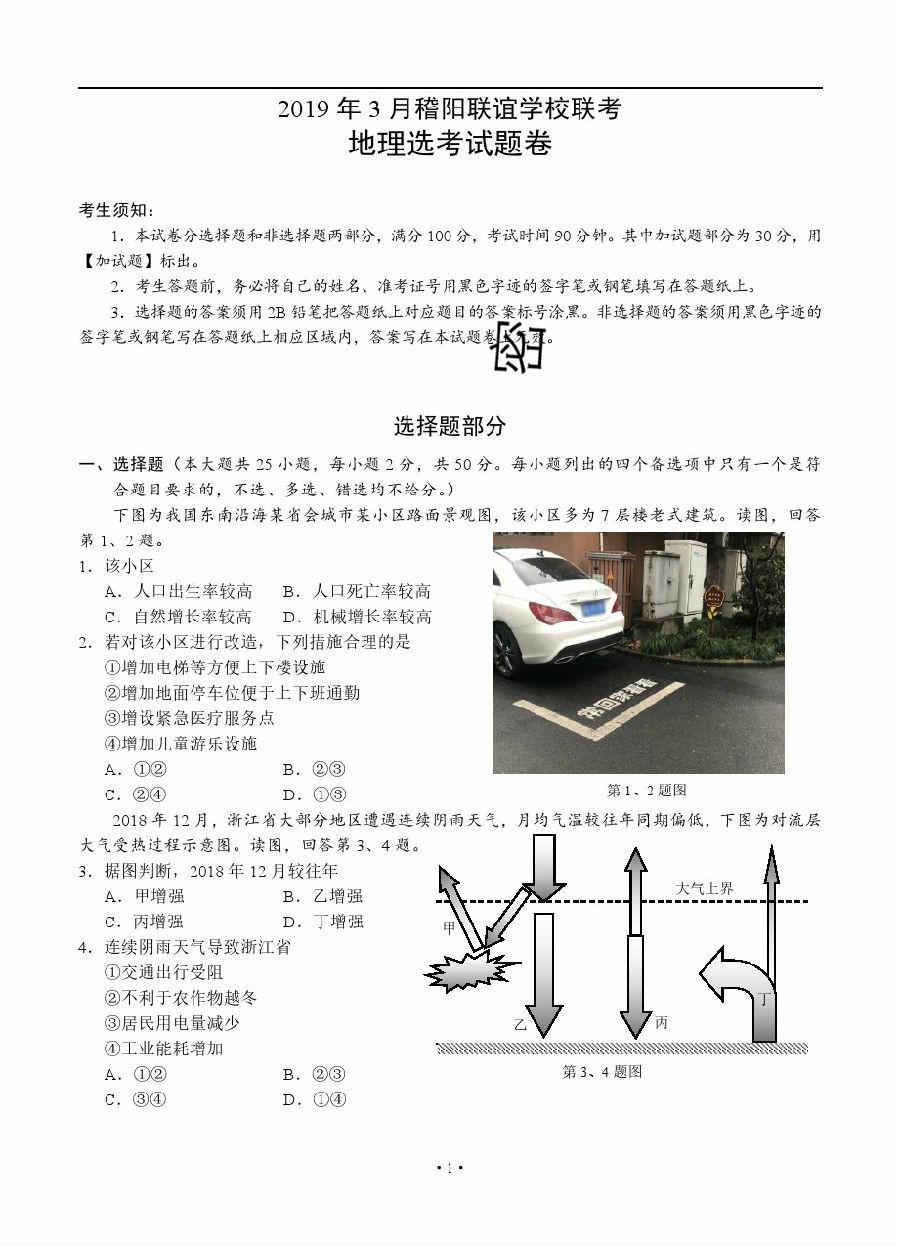 2019 年 3 月稽阳联谊学校联考
地理选考试题卷
考生须知：
1．本试卷分选择题和非选择题两部分，满分 100 分，考试时间 90 分钟。其中加试题部分为 30 分，用
【加试题】标出。
2．考生答题前，务必将自己的姓名、准考证号用黑色字迹的签字笔或钢笔填写在答题纸上。
3．选择题的答案须用 2B 铅笔把答题纸上对应题目的答案标号涂黑。非选择题的答案须用黑色字迹的
签字笔或钢笔写在答题纸上相应区域内，答案写在本试题卷上无效。
选择题部分
一、选择题（本大题共 25 小题，每小题 2 分，共 50 分。每小题列出的四个备选项中只有一个是符
合题目要求的，不选、多选、错选均不给分。）
下图为我国东南沿海某省会城市某小区路面景观图，该小区多为 7 层楼老式建筑。读图，回答
第 1、2 题。
1．该小区
A．人口出生率较高 B．人口死亡率较高
C．自然增长率较高 D．机械增长率较高
2．若对该小区进行改造，下列措施合理的是
①增加电梯等方便上下楼设施
②增加地面停车位便于上下班通勤
③增设紧急医疗服务点
④增加儿童游乐设施
A．①② B．②③
C．②④ D．①③
常回家看看
第 1、2 题图
2018 年 12 月，浙江省大部分地区遭遇连续阴雨天气，月均气温较往年同期偏低．下图为对流层
大气受热过程示意图。读图，回答第 3、4 题。
3．据图判断，2018 年 12 月较往年
A．甲增强 B．乙增强
C．丙增强 D．丁增强
4．连续阴雨天气导致浙江省
①交通出行受阻
②不利于农作物越冬
③居民用电量减少
④工业能耗增加
A．①② B．②③
C．③④ D．①④
大气上界
甲
乙
丙
丁
第 3、4 题图
·1·